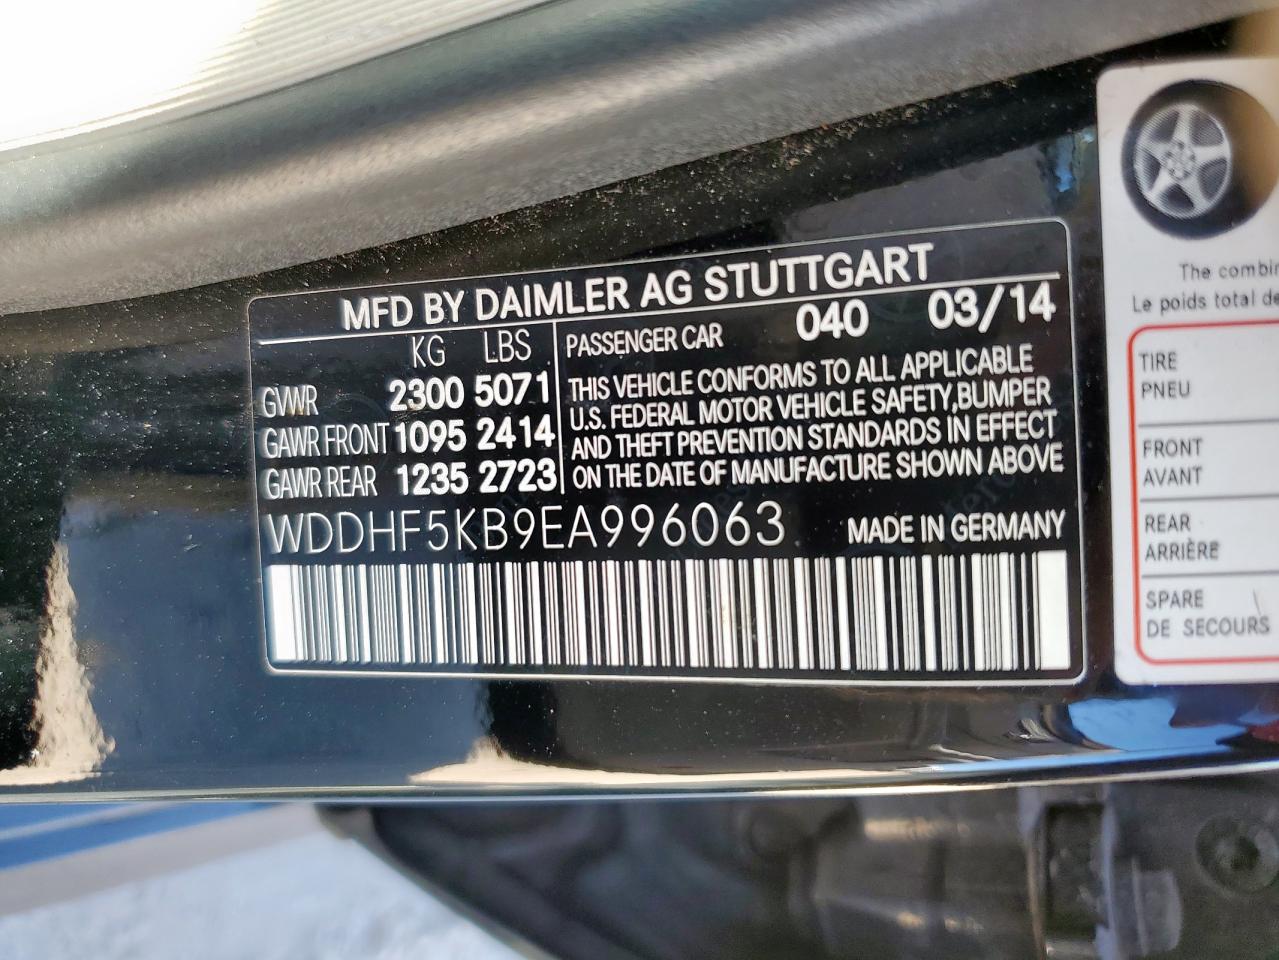 MFD BY DAIMLER AG STUTTGART
KG LBS
GVWR 2300 5071
GAWR FRONT 1095 2414
GAWR REAR 1235 2723
PASSENGER CAR 040 03/14
THIS VEHICLE CONFORMS TO ALL APPLICABLE
U.S. FEDERAL MOTOR VEHICLE SAFETY,BUMPER
AND THEFT PREVENTION STANDARDS IN EFFECT
ON THE DATE OF MANUFACTURE SHOWN ABOVE
WDDHF5KB9EA996063 MADE IN GERMANY
The combin
Le poids total de
TIRE
PNEU
FRONT
AVANT
REAR
ARRIÈRE
SPARE
DE SECOURS